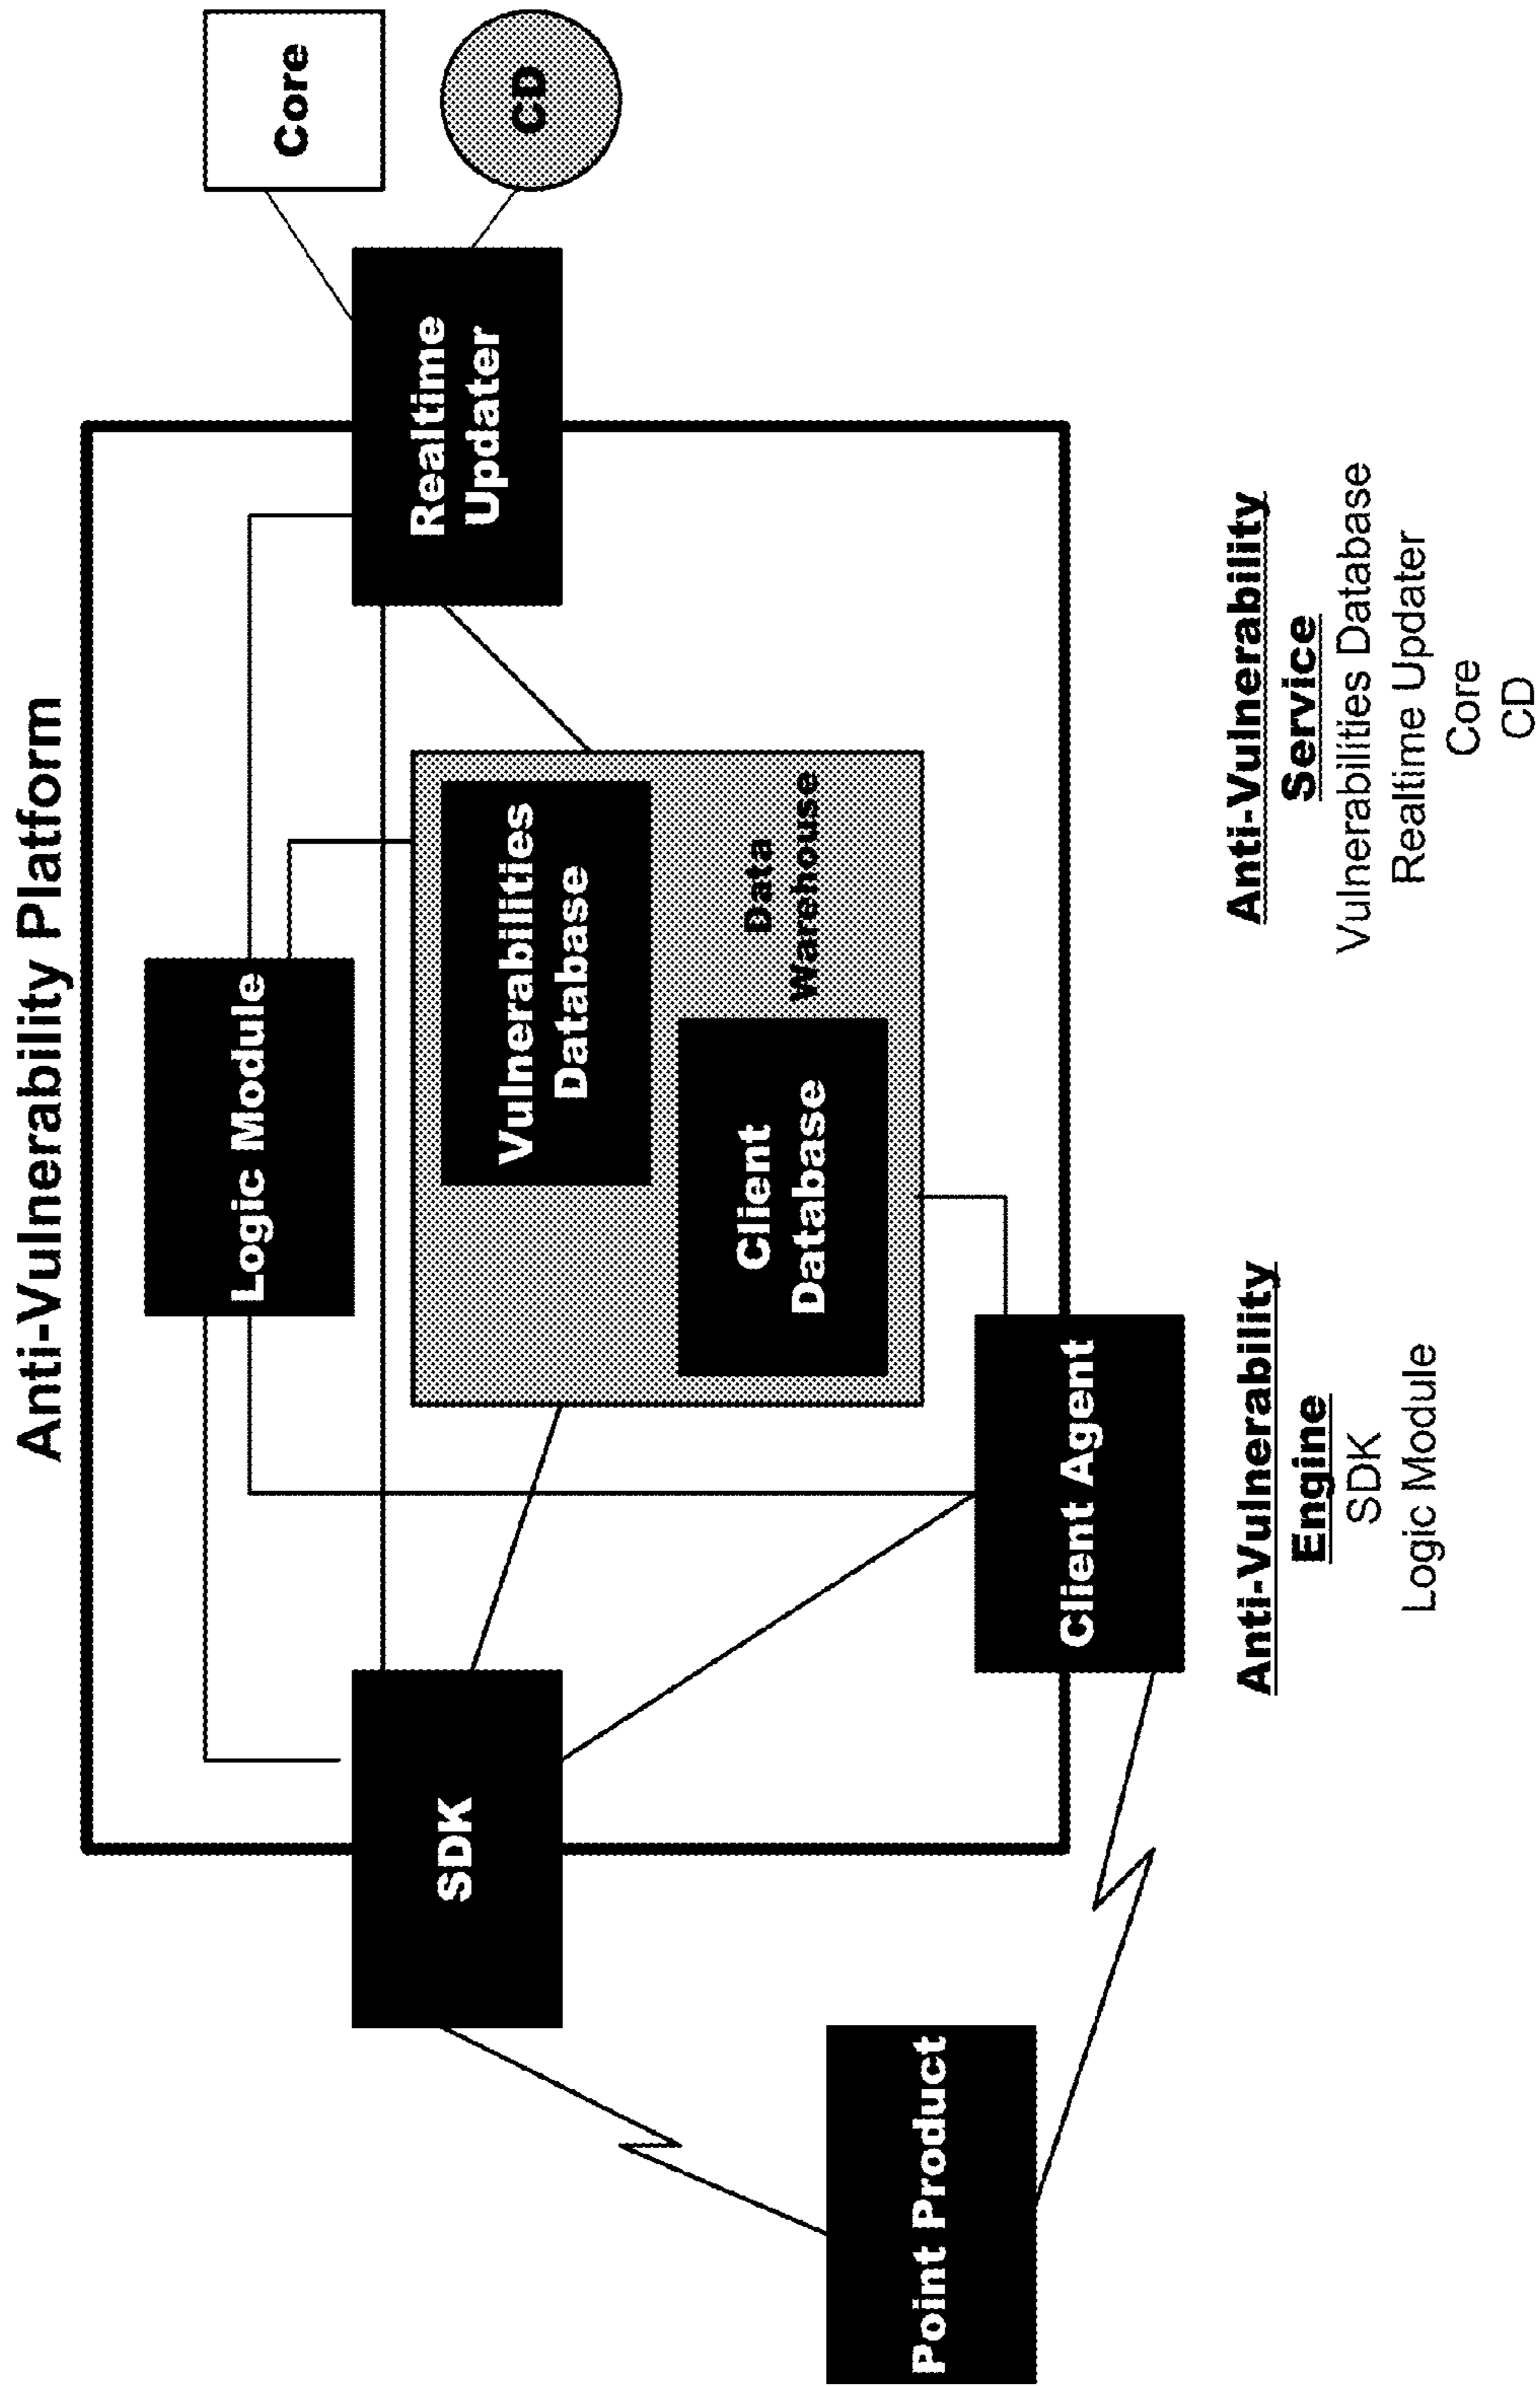 Anti-Vulnerability Platform
Logic Module
Core
CD
SDK
Realtime
Updater
Vulnerabilities
Database
Data
Warehouse
Client
Database
Point Product
Client Agent
Anti-Vulnerability
Engine
SDK
Logic Module
Anti-Vulnerability
Service
Vulnerabilities Database
Realtime Updater
Core
CD